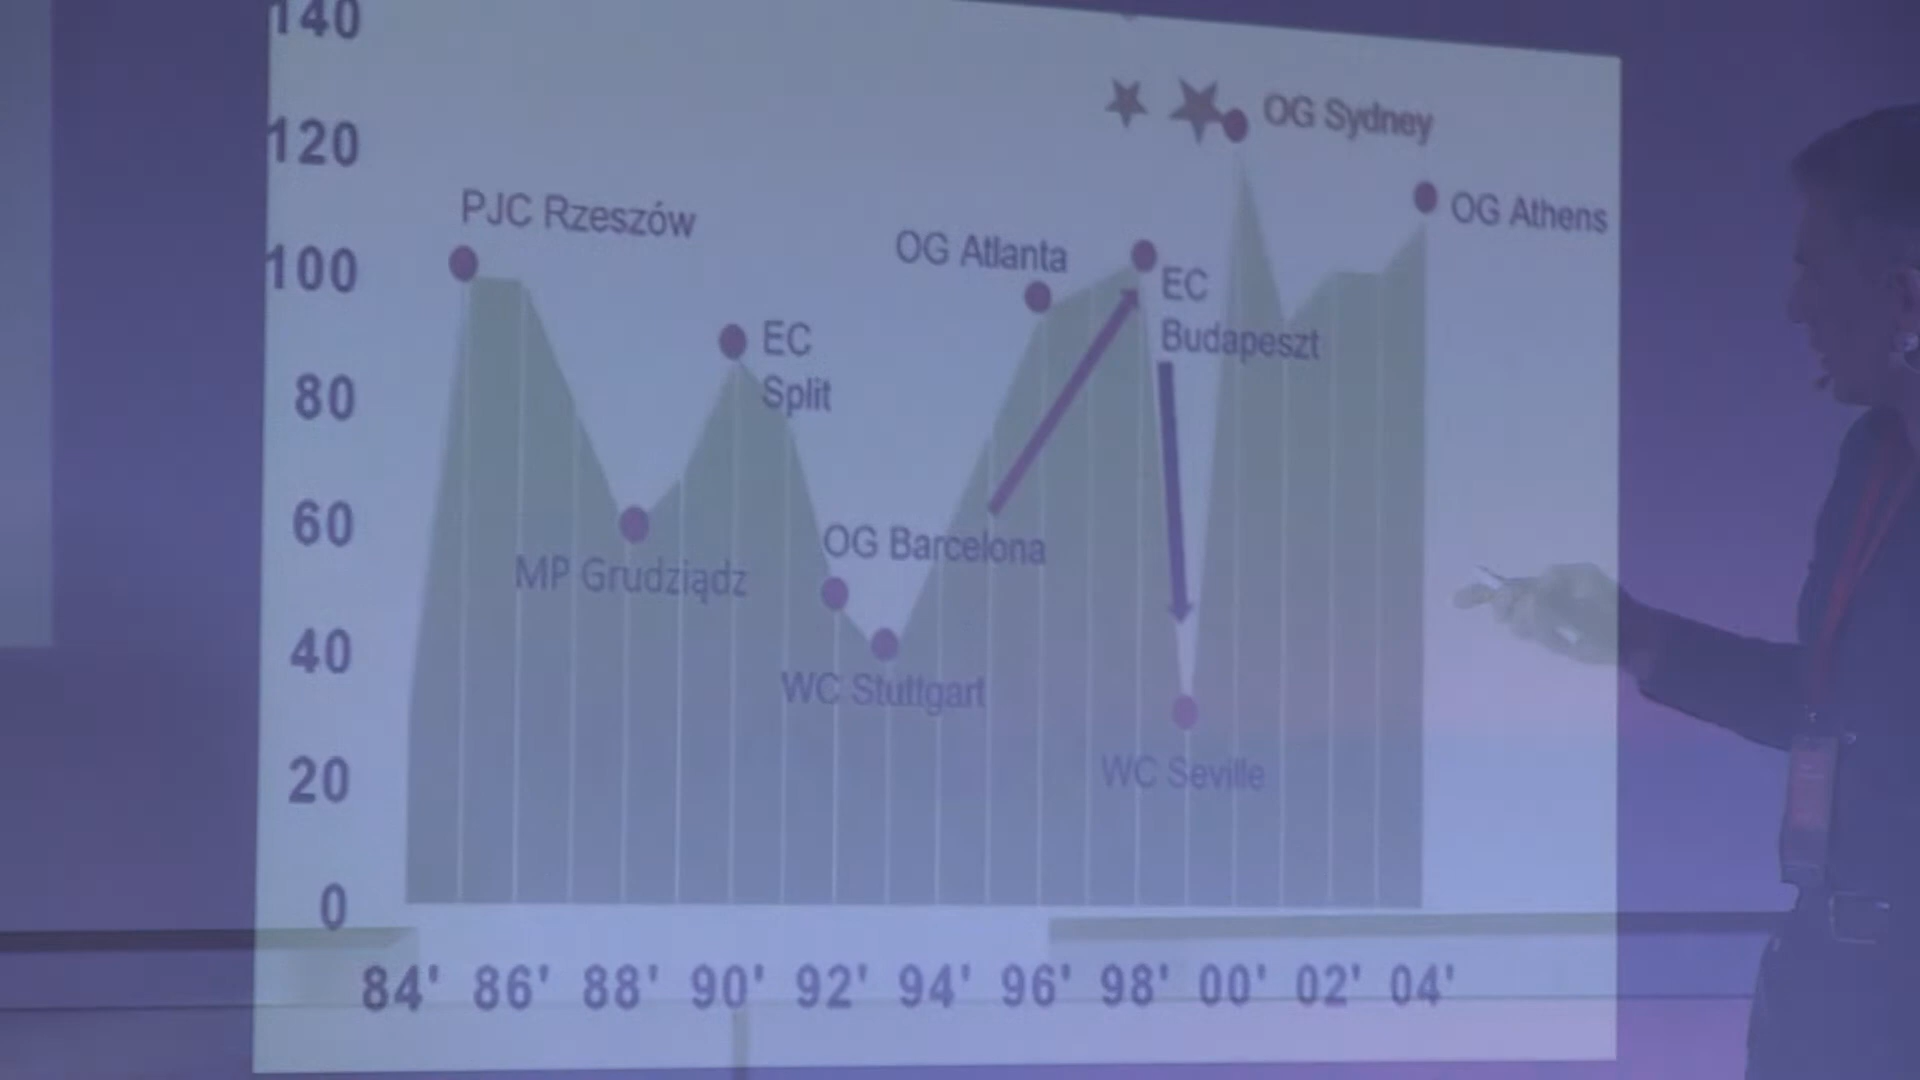 140
120
100
80
60
40
20
0
PJC Rzeszów
MP Grudziądz
EC
Split
OG Barcelona
WC Stuttgart
OG Atlanta
EC
Budapeszt
WC Seville
OG Sydney
OG Athens
84' 86' 88' 90' 92' 94' 96' 98' 00' 02' 04'